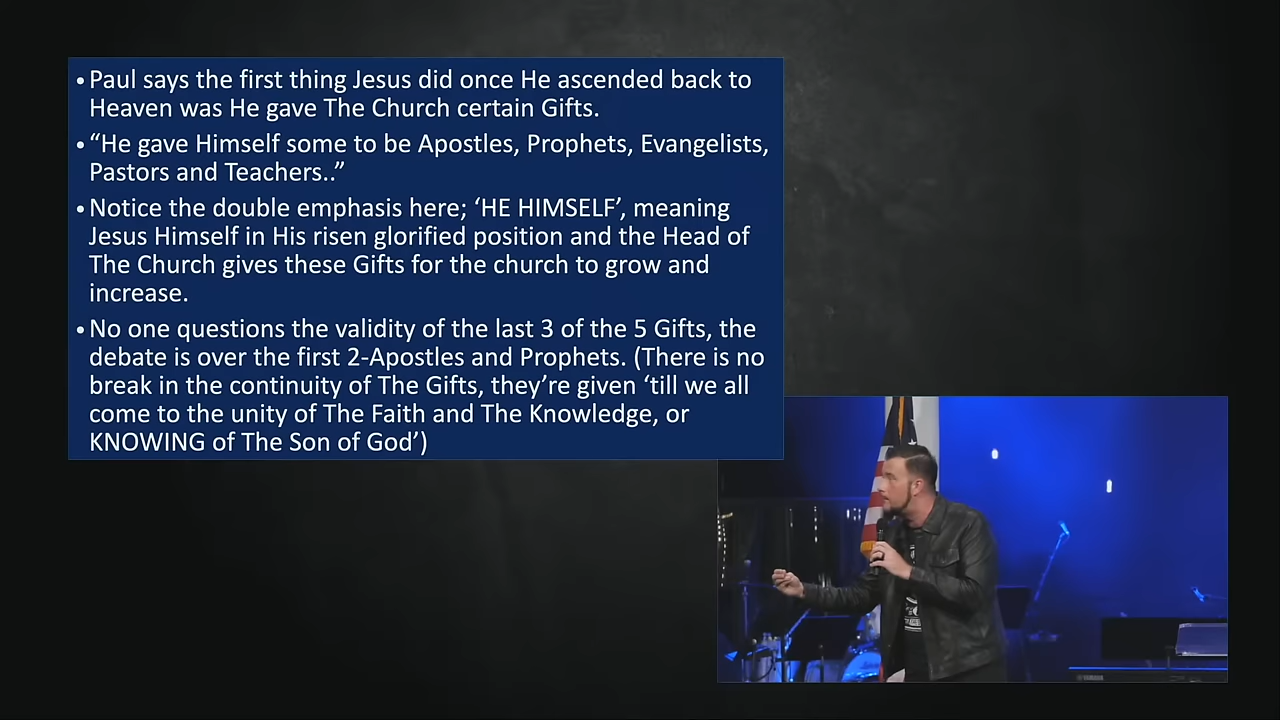 •Paul says the first thing Jesus did once He ascended back to
Heaven was He gave The Church certain Gifts.
•“He gave Himself some to be Apostles, Prophets, Evangelists,
Pastors and Teachers..”
•Notice the double emphasis here; ‘HE HIMSELF’, meaning
Jesus Himself in His risen glorified position and the Head of
The Church gives these Gifts for the church to grow and
increase.
•No one questions the validity of the last 3 of the 5 Gifts, the
debate is over the first 2-Apostles and Prophets. (There is no
break in the continuity of The Gifts, they’re given ‘till we all
come to the unity of The Faith and The Knowledge, or
KNOWING of The Son of God’)
YAMAHA